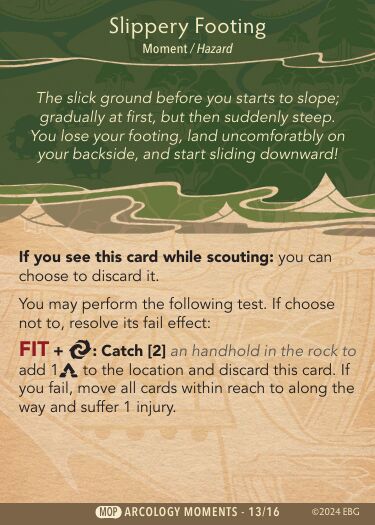 Slippery Footing
Moment / Hazard
The slick ground before you starts to slope;
gradually at first, but then suddenly steep.
You lose your footing, land uncomforatbly on
your backside, and start sliding downward!
If you see this card while scouting: you can
choose to discard it.
You may perform the following test. If choose
not to, resolve its fail effect:
FIT + : Catch [2] an handhold in the rock to
add 1 to the location and discard this card. If
you fail, move all cards within reach to along the
way and suffer 1 injury.
MOP ARCOLOGY MOMENTS - 13/16
©2024 EBG